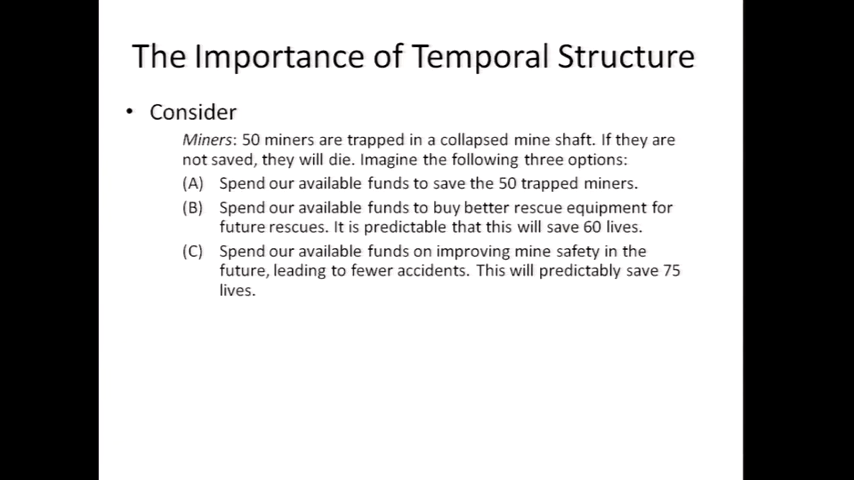 The Importance of Temporal Structure
• Consider
Miners: 50 miners are trapped in a collapsed mine shaft. If they are
not saved, they will die. Imagine the following three options:
(A) Spend our available funds to save the 50 trapped miners.
(B) Spend our available funds to buy better rescue equipment for
future rescues. It is predictable that this will save 60 lives.
(C) Spend our available funds on improving mine safety in the
future, leading to fewer accidents. This will predictably save 75
lives.